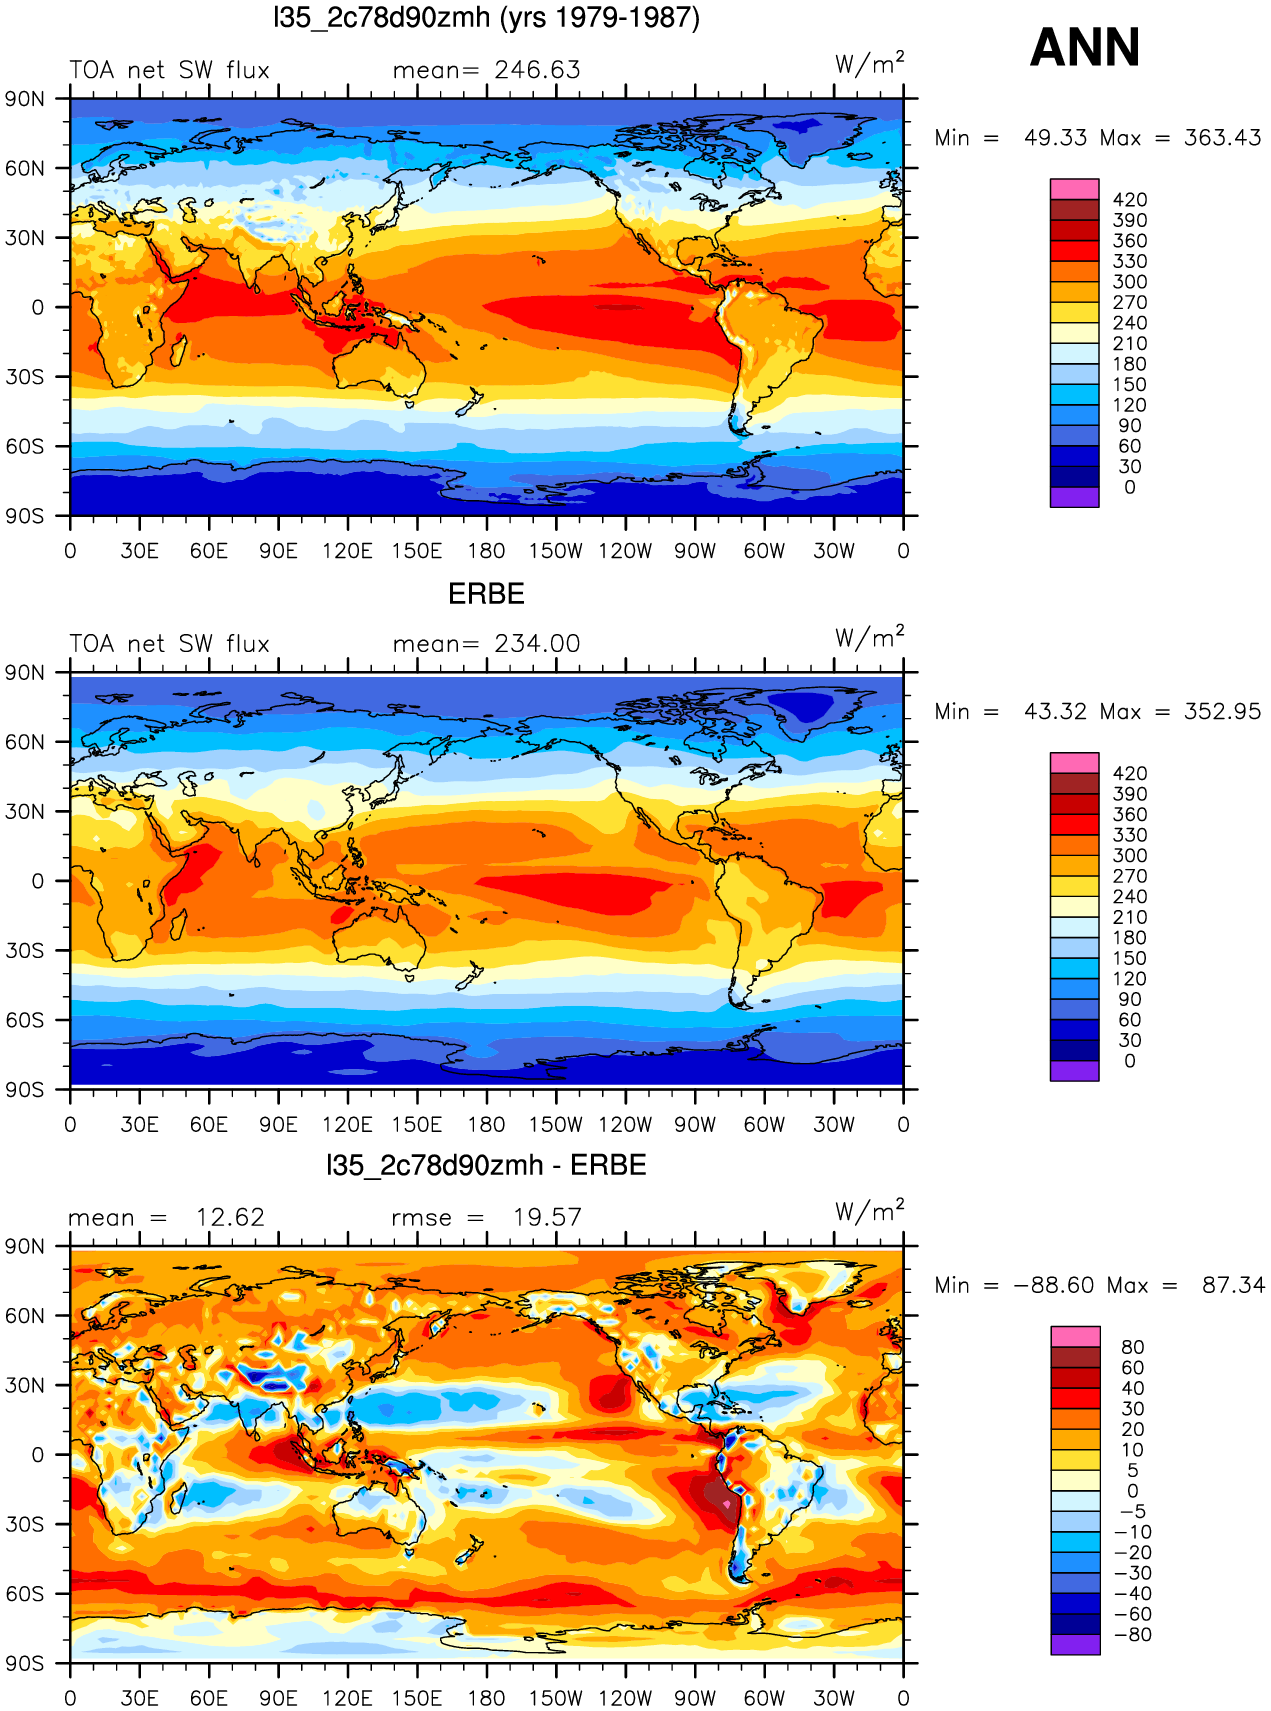 l35_2c78d90zmh (yrs 1979-1987)
ANN
TOA net SW flux mean= 246.63 W/m²
Min = 49.33 Max = 363.43
90N
60N
30N
0
30S
60S
90S
0 30E 60E 90E 120E 150E 180 150W 120W 90W 60W 30W 0
420
390
360
330
300
270
240
210
180
150
120
90
60
30
0
ERBE
TOA net SW flux mean= 234.00 W/m²
Min = 43.32 Max = 352.95
90N
60N
30N
0
30S
60S
90S
0 30E 60E 90E 120E 150E 180 150W 120W 90W 60W 30W 0
420
390
360
330
300
270
240
210
180
150
120
90
60
30
0
l35_2c78d90zmh - ERBE
mean = 12.62 rmse = 19.57 W/m²
Min = −88.60 Max = 87.34
90N
60N
30N
0
30S
60S
90S
0 30E 60E 90E 120E 150E 180 150W 120W 90W 60W 30W 0
80
60
40
30
20
10
5
0
−5
−10
−20
−30
−40
−60
−80